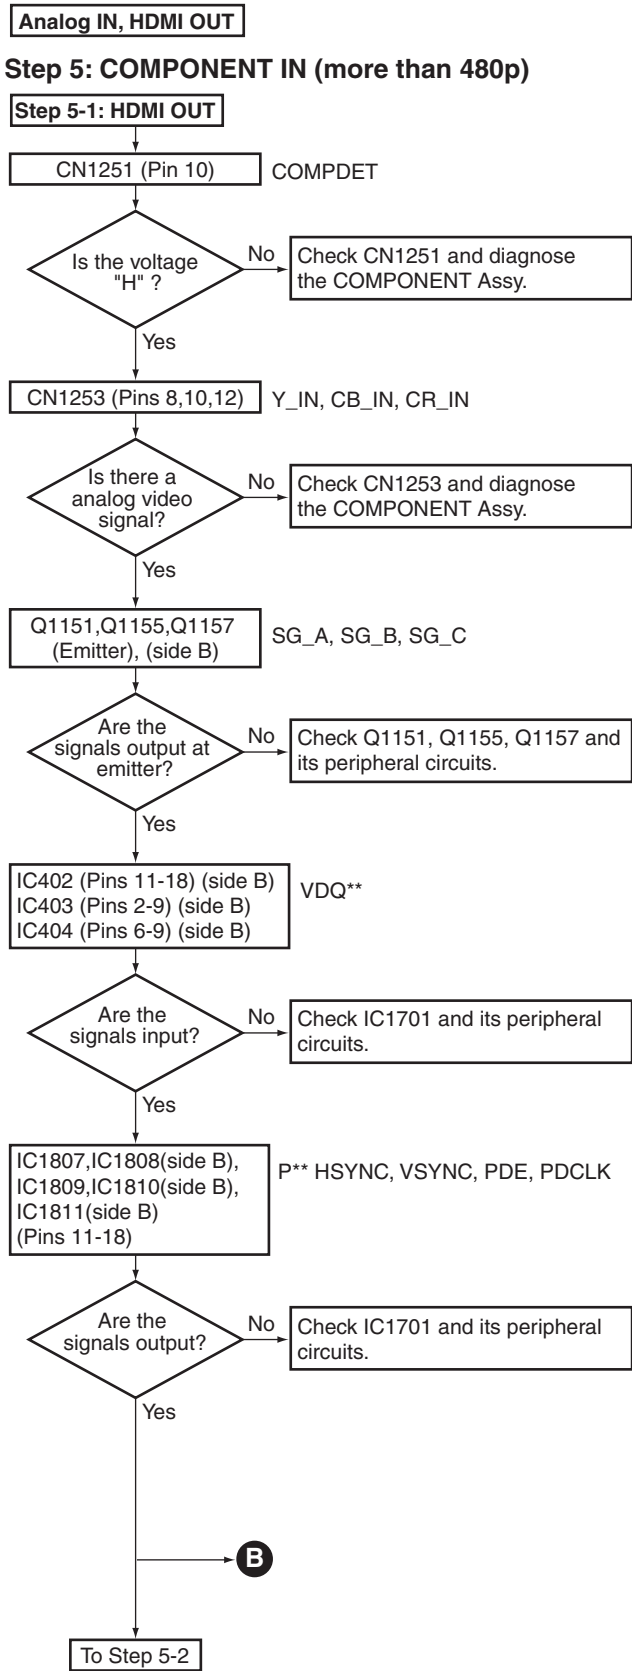 Analog IN, HDMI OUT
Step 5: COMPONENT IN (more than 480p)
Step 5-1: HDMI OUT
CN1251 (Pin 10)
COMPDET
Is the voltage
"H" ?
No
Check CN1251 and diagnose
the COMPONENT Assy.
Yes
CN1253 (Pins 8,10,12)
Y_IN, CB_IN, CR_IN
Is there a
analog video
signal?
No
Check CN1253 and diagnose
the COMPONENT Assy.
Yes
Q1151,Q1155,Q1157
(Emitter), (side B)
SG_A, SG_B, SG_C
Are the
signals output at
emitter?
No
Check Q1151, Q1155, Q1157 and
its peripheral circuits.
Yes
IC402 (Pins 11-18) (side B)
IC403 (Pins 2-9) (side B)
IC404 (Pins 6-9) (side B)
VDQ**
Are the
signals input?
No
Check IC1701 and its peripheral
circuits.
Yes
IC1807,IC1808(side B),
IC1809,IC1810(side B),
IC1811(side B)
(Pins 11-18)
P** HSYNC, VSYNC, PDE, PDCLK
Are the
signals output?
No
Check IC1701 and its peripheral
circuits.
Yes
B
To Step 5-2